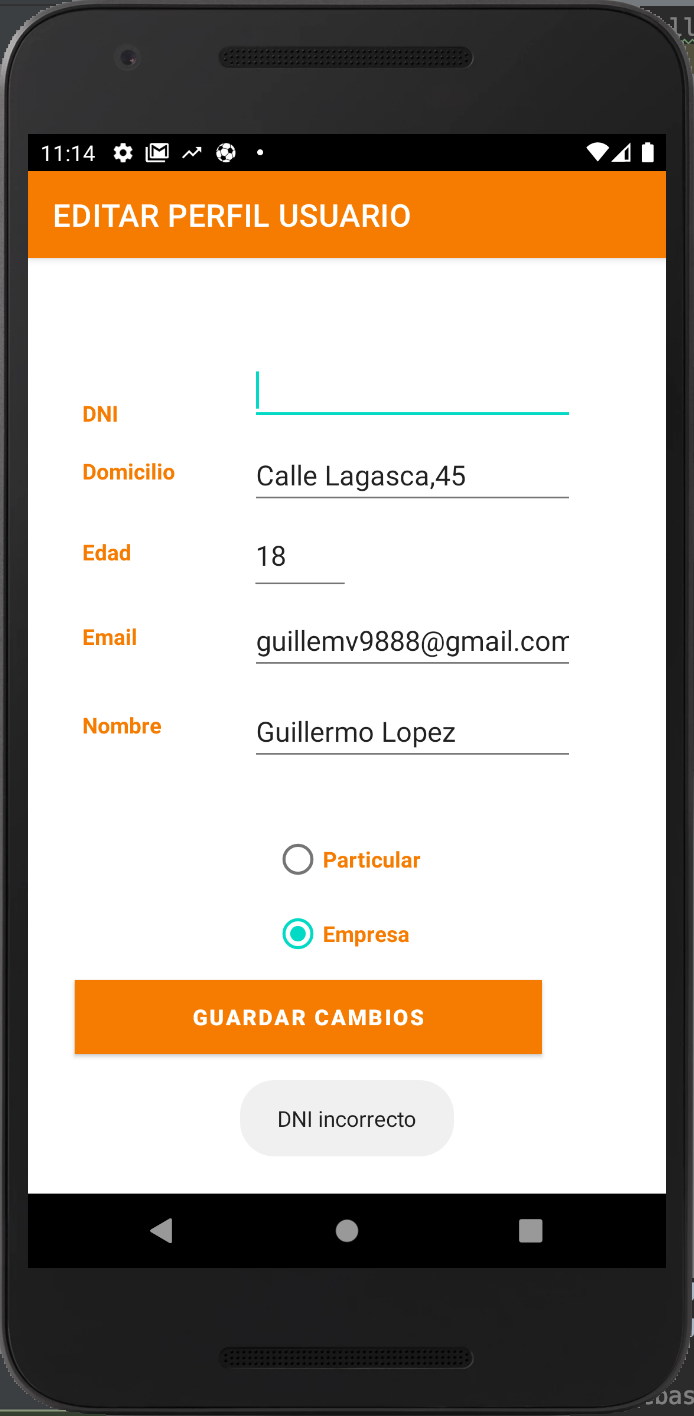 11:14
EDITAR PERFIL USUARIO
DNI
Domicilio Calle Lagasca,45
Edad 18
Email guillemv9888@gmail.com
Nombre Guillermo Lopez
Particular
Empresa
GUARDAR CAMBIOS
DNI incorrecto